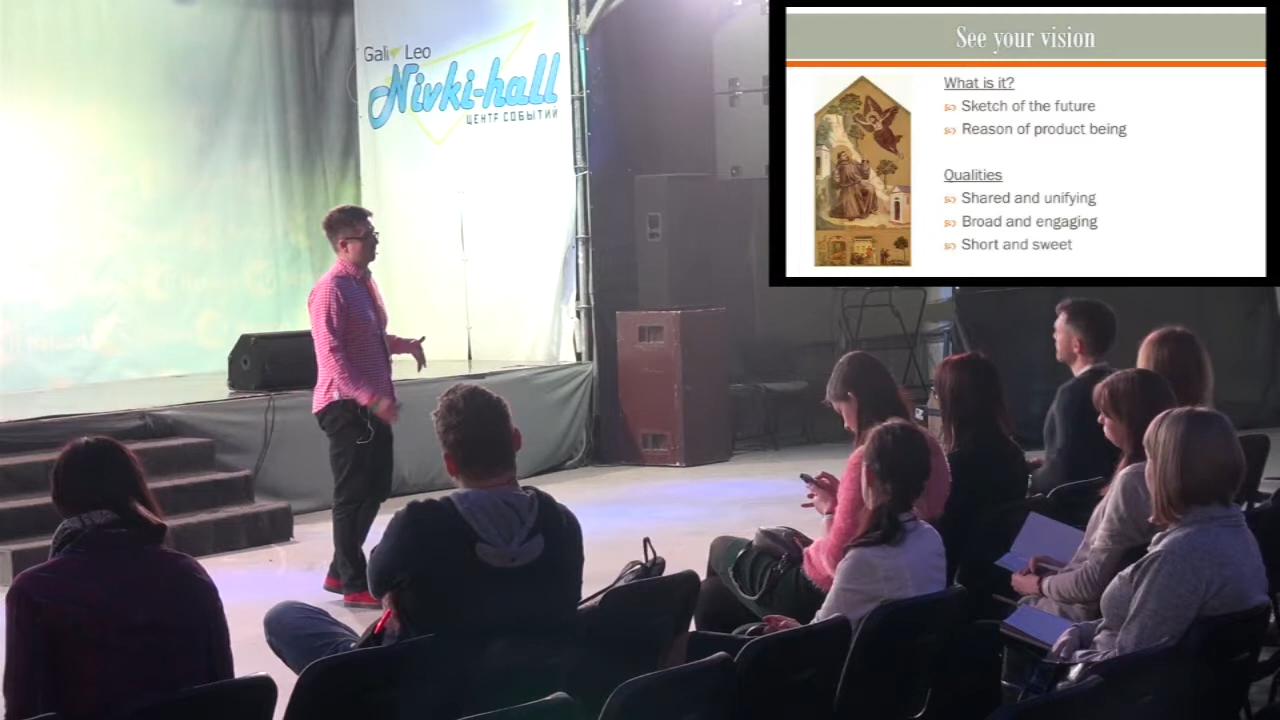 Gali Leo
Nivki-hall
ЦЕНТР СОБЫТИЙ
See your vision
What is it?
Sketch of the future
Reason of product being
Qualities
Shared and unifying
Broad and engaging
Short and sweet